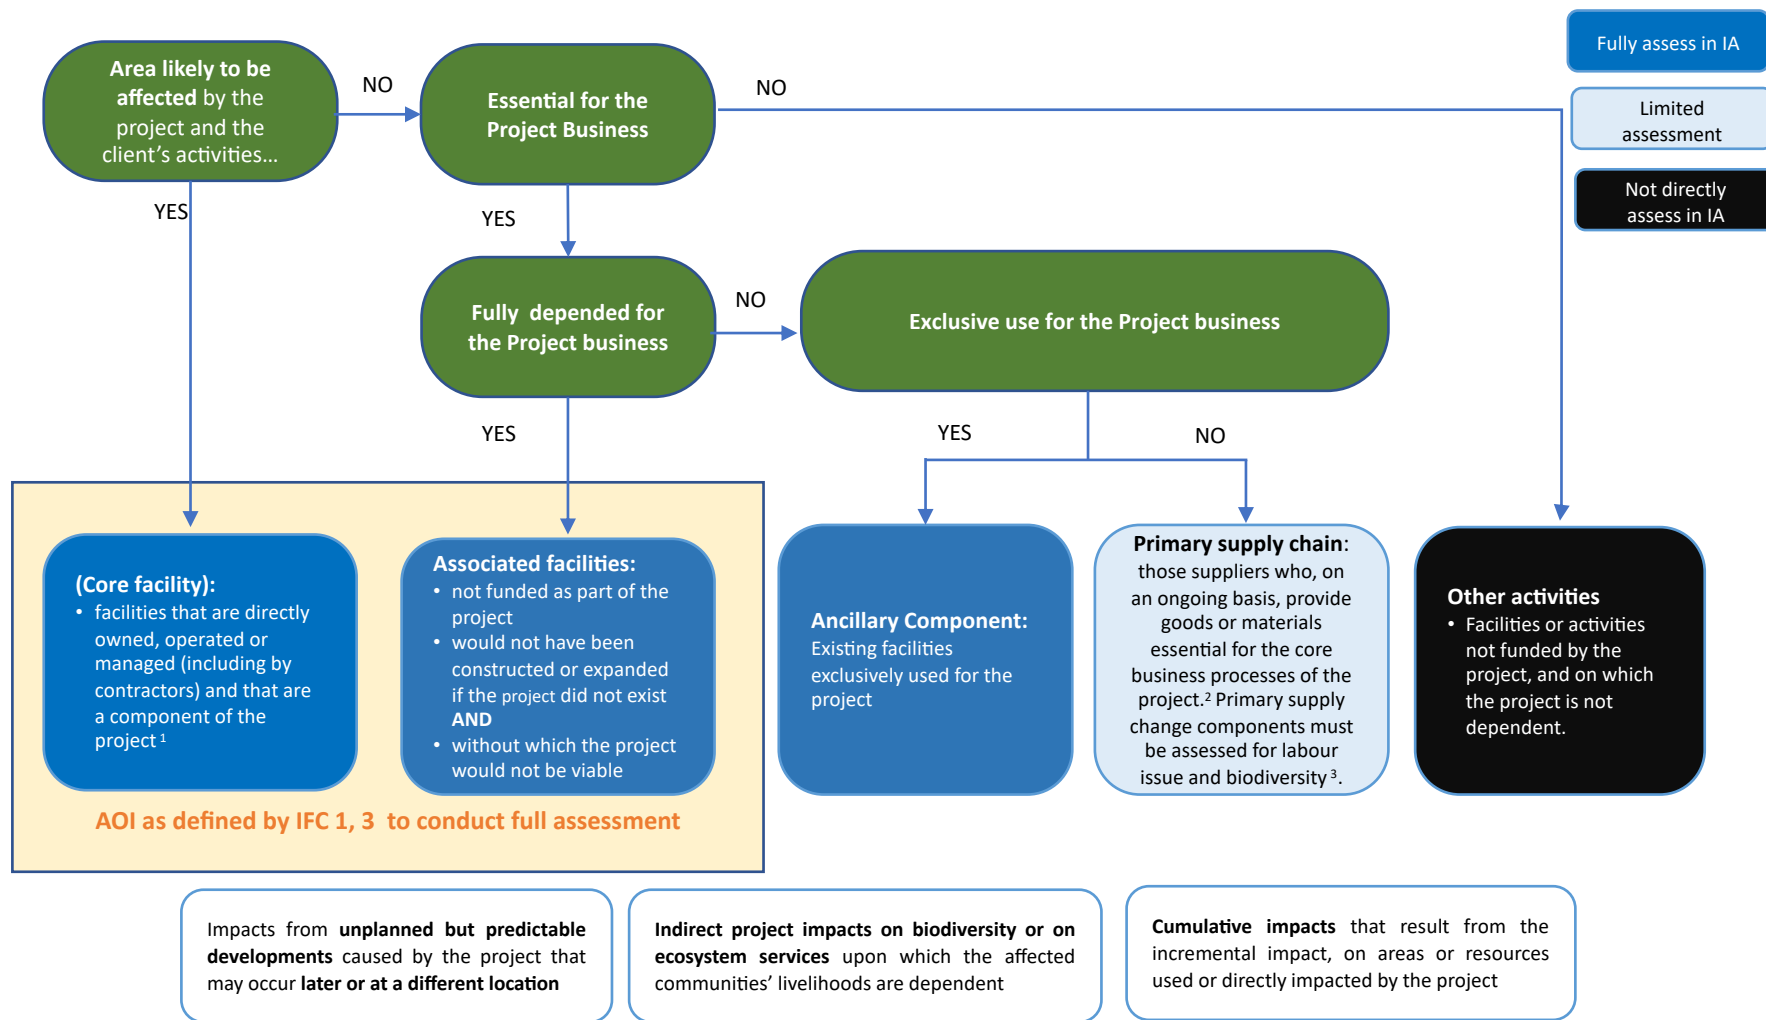 Area likely to be
affected by the
project and the
client's activities...
NO
Essential for the
Project Business
NO
Fully assess in IA
Limited
assessment
Not directly
assess in IA
YES
YES
Fully depended for
the Project business
NO
Exclusive use for the Project business
YES
YES
NO
(Core facility):
• facilities that are directly
owned, operated or
managed (including by
contractors) and that are
a component of the
project 1
Associated facilities:
• not funded as part of the
project
• would not have been
constructed or expanded
if the project did not exist
AND
• without which the project
would not be viable
AOI as defined by IFC 1, 3 to conduct full assessment
Ancillary Component:
Existing facilities
exclusively used for the
project
Primary supply chain:
those suppliers who, on
an ongoing basis, provide
goods or materials
essential for the core
business processes of the
project.2 Primary supply
change components must
be assessed for labour
issue and biodiversity 3.
Other activities
• Facilities or activities
not funded by the
project, and on which
the project is not
dependent.
Impacts from unplanned but predictable
developments caused by the project that
may occur later or at a different location
Indirect project impacts on biodiversity or on
ecosystem services upon which the affected
communities' livelihoods are dependent
Cumulative impacts that result from the
incremental impact, on areas or resources
used or directly impacted by the project